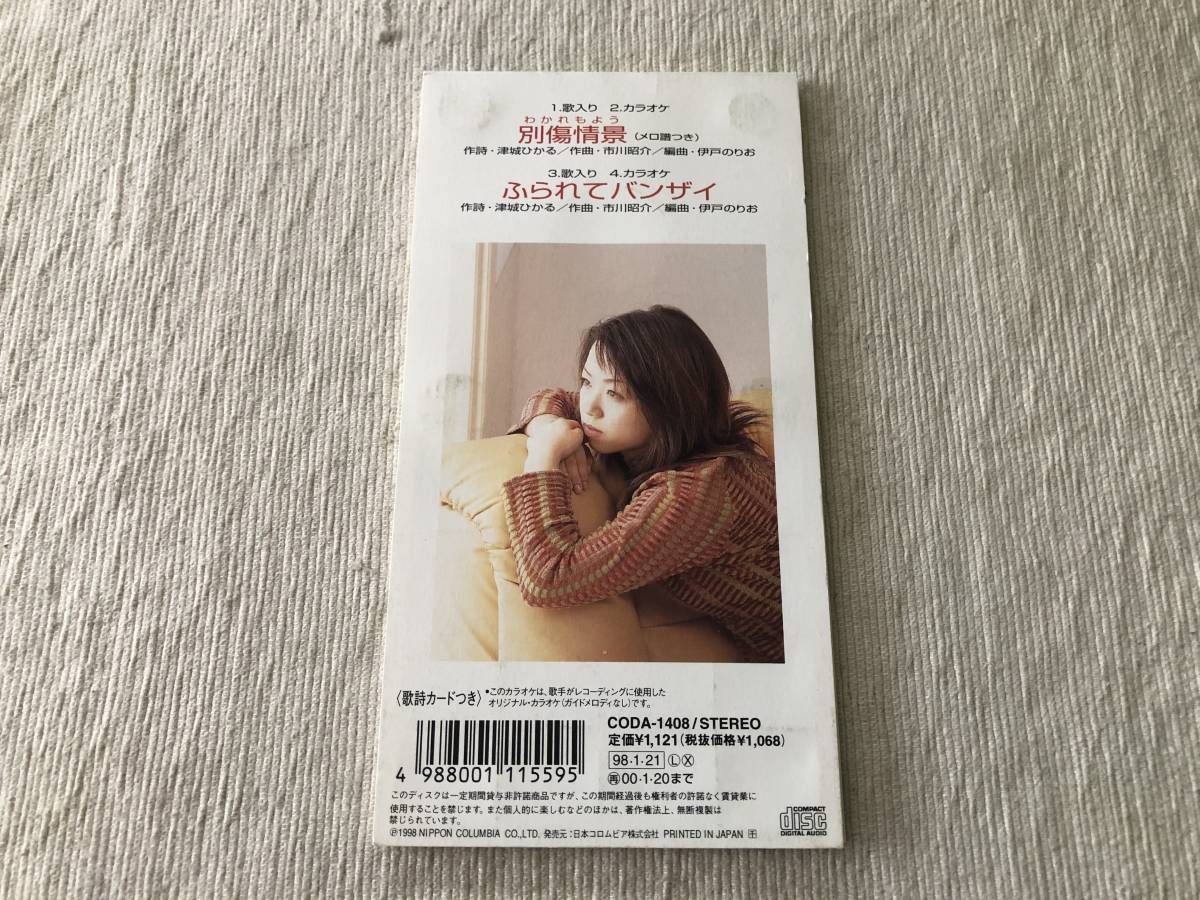 1.歌入り 2.カラオケ
わかれもよう
別傷情景(メロ譜つき)
作詩・津城ひかる/作曲・市川昭介/編曲・伊戸のりお
3.歌入り 4.カラオケ
ふられてバンザイ
作詩・津城ひかる/作曲・市川昭介/編曲・伊戸のりお
〈歌詩カードつき〉
●このカラオケは、歌手がレコーディングに使用した
オリジナル・カラオケ(ガイドメロディなし)です。
CODA-1408/STEREO
定価¥1,121(税抜価格¥1,068)
98・1・21 Ⓛ Ⓧ
㊢00・1・20まで
4 988001 115595
このディスクは一定期間貸与非許諾商品ですが、この期間経過後も権利者の許諾なく賃貸業に
使用することを禁じます。また個人的に楽しむなどのほかは、著作権法上、無断複製は
禁じられています。
Ⓟ1998 NIPPON COLUMBIA CO.,LTD. 発売元:日本コロムビア株式会社 PRINTED IN JAPAN
COMPACT
disc
DIGITAL AUDIO